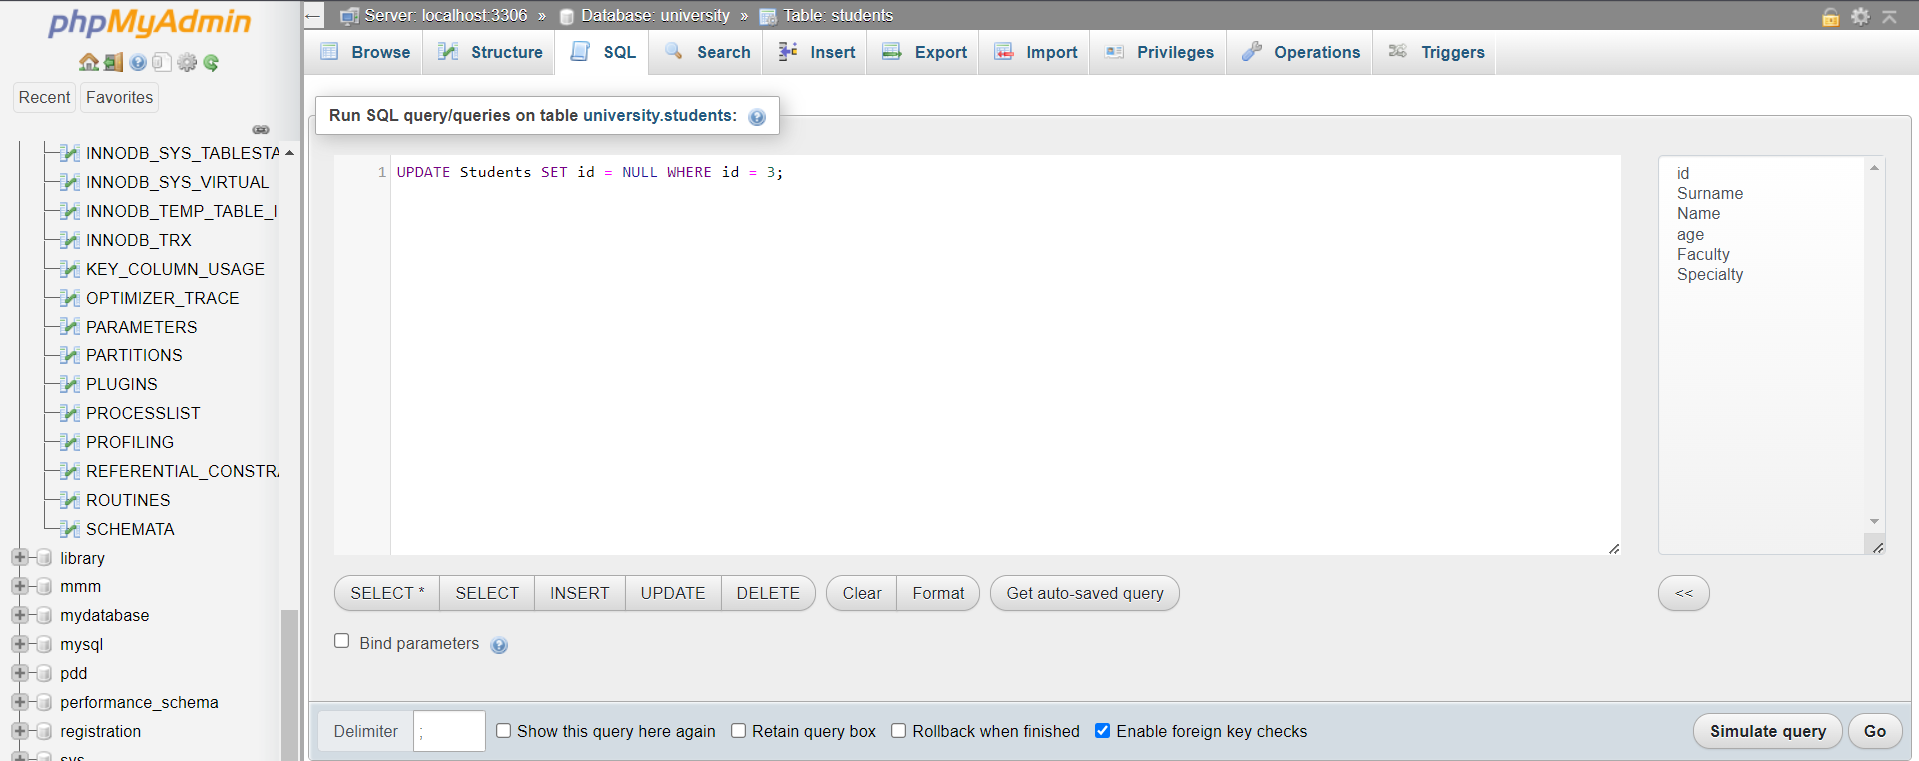 phpMyAdmin
Recent
Favorites
INNODB_SYS_TABLESTA
INNODB_SYS_VIRTUAL
INNODB_TEMP_TABLE_I
INNODB_TRX
KEY_COLUMN_USAGE
OPTIMIZER_TRACE
PARAMETERS
PARTITIONS
PLUGINS
PROCESSLIST
PROFILING
REFERENTIAL_CONSTRA
ROUTINES
SCHEMATA
library
mmm
mydatabase
mysql
pdd
performance_schema
registration
sys
Server: localhost:3306 » Database: university » Table: students
Browse Structure SQL Search Insert Export Import Privileges Operations Triggers
Run SQL query/queries on table university.students:
1 UPDATE Students SET id = NULL WHERE id = 3;
id
Surname
Name
age
Faculty
Specialty
SELECT * SELECT INSERT UPDATE DELETE Clear Format Get auto-saved query <<
Bind parameters
Delimiter ; Show this query here again Retain query box Rollback when finished Enable foreign key checks Simulate query Go